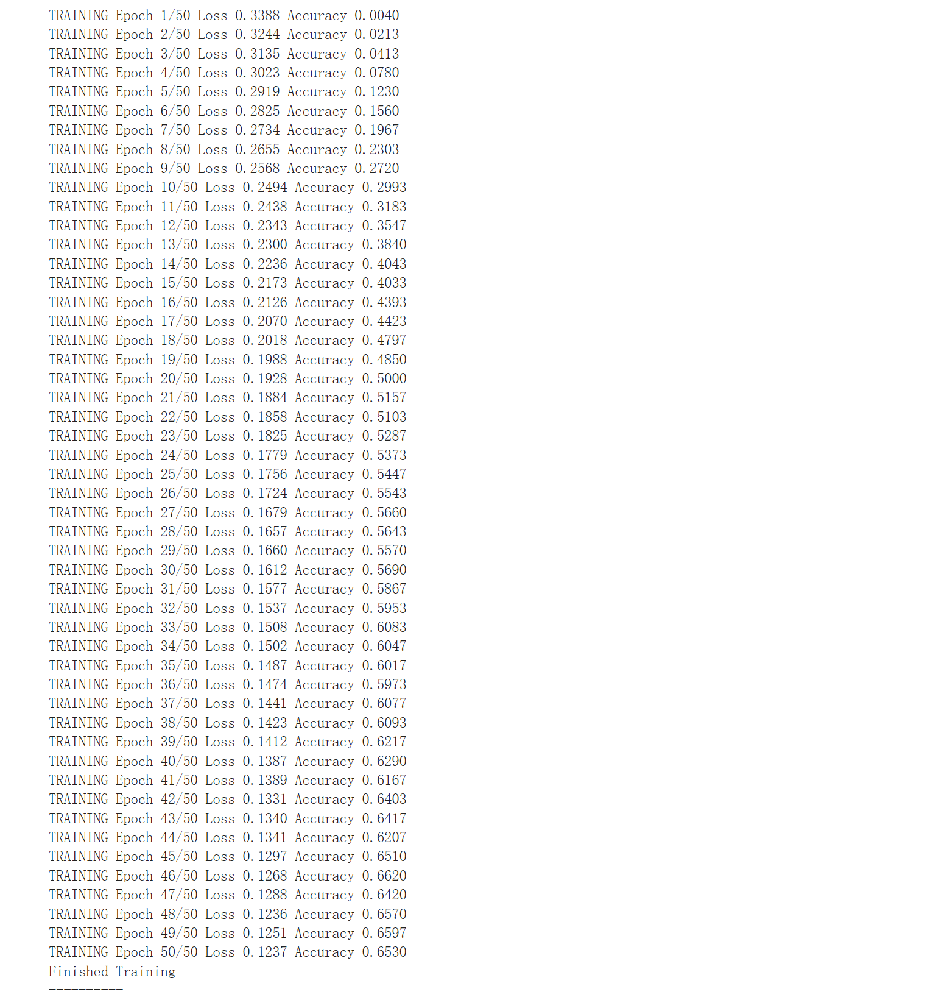 TRAINING Epoch 1/50 Loss 0.3388 Accuracy 0.0040
TRAINING Epoch 2/50 Loss 0.3244 Accuracy 0.0213
TRAINING Epoch 3/50 Loss 0.3135 Accuracy 0.0413
TRAINING Epoch 4/50 Loss 0.3023 Accuracy 0.0780
TRAINING Epoch 5/50 Loss 0.2919 Accuracy 0.1230
TRAINING Epoch 6/50 Loss 0.2825 Accuracy 0.1560
TRAINING Epoch 7/50 Loss 0.2734 Accuracy 0.1967
TRAINING Epoch 8/50 Loss 0.2655 Accuracy 0.2303
TRAINING Epoch 9/50 Loss 0.2568 Accuracy 0.2720
TRAINING Epoch 10/50 Loss 0.2494 Accuracy 0.2993
TRAINING Epoch 11/50 Loss 0.2438 Accuracy 0.3183
TRAINING Epoch 12/50 Loss 0.2343 Accuracy 0.3547
TRAINING Epoch 13/50 Loss 0.2300 Accuracy 0.3840
TRAINING Epoch 14/50 Loss 0.2236 Accuracy 0.4043
TRAINING Epoch 15/50 Loss 0.2173 Accuracy 0.4033
TRAINING Epoch 16/50 Loss 0.2126 Accuracy 0.4393
TRAINING Epoch 17/50 Loss 0.2070 Accuracy 0.4423
TRAINING Epoch 18/50 Loss 0.2018 Accuracy 0.4797
TRAINING Epoch 19/50 Loss 0.1988 Accuracy 0.4850
TRAINING Epoch 20/50 Loss 0.1928 Accuracy 0.5000
TRAINING Epoch 21/50 Loss 0.1884 Accuracy 0.5157
TRAINING Epoch 22/50 Loss 0.1858 Accuracy 0.5103
TRAINING Epoch 23/50 Loss 0.1825 Accuracy 0.5287
TRAINING Epoch 24/50 Loss 0.1779 Accuracy 0.5373
TRAINING Epoch 25/50 Loss 0.1756 Accuracy 0.5447
TRAINING Epoch 26/50 Loss 0.1724 Accuracy 0.5543
TRAINING Epoch 27/50 Loss 0.1679 Accuracy 0.5660
TRAINING Epoch 28/50 Loss 0.1657 Accuracy 0.5643
TRAINING Epoch 29/50 Loss 0.1660 Accuracy 0.5570
TRAINING Epoch 30/50 Loss 0.1612 Accuracy 0.5690
TRAINING Epoch 31/50 Loss 0.1577 Accuracy 0.5867
TRAINING Epoch 32/50 Loss 0.1537 Accuracy 0.5953
TRAINING Epoch 33/50 Loss 0.1508 Accuracy 0.6083
TRAINING Epoch 34/50 Loss 0.1502 Accuracy 0.6047
TRAINING Epoch 35/50 Loss 0.1487 Accuracy 0.6017
TRAINING Epoch 36/50 Loss 0.1474 Accuracy 0.5973
TRAINING Epoch 37/50 Loss 0.1441 Accuracy 0.6077
TRAINING Epoch 38/50 Loss 0.1423 Accuracy 0.6093
TRAINING Epoch 39/50 Loss 0.1412 Accuracy 0.6217
TRAINING Epoch 40/50 Loss 0.1387 Accuracy 0.6290
TRAINING Epoch 41/50 Loss 0.1389 Accuracy 0.6167
TRAINING Epoch 42/50 Loss 0.1331 Accuracy 0.6403
TRAINING Epoch 43/50 Loss 0.1340 Accuracy 0.6417
TRAINING Epoch 44/50 Loss 0.1341 Accuracy 0.6207
TRAINING Epoch 45/50 Loss 0.1297 Accuracy 0.6510
TRAINING Epoch 46/50 Loss 0.1268 Accuracy 0.6620
TRAINING Epoch 47/50 Loss 0.1288 Accuracy 0.6420
TRAINING Epoch 48/50 Loss 0.1236 Accuracy 0.6570
TRAINING Epoch 49/50 Loss 0.1251 Accuracy 0.6597
TRAINING Epoch 50/50 Loss 0.1237 Accuracy 0.6530
Finished Training
----------